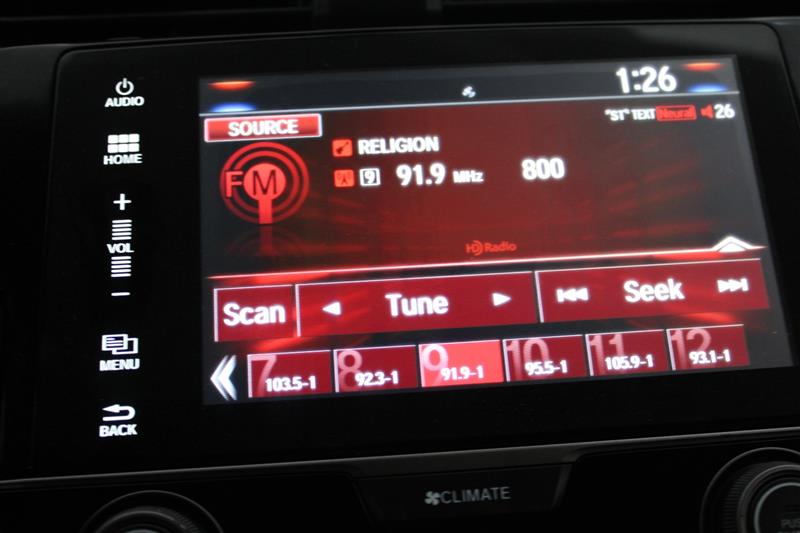 AUDIO
HOME
+
VOL
−
MENU
BACK
1:26
"ST" TEXT Neural 26
SOURCE
FM
RELIGION
9 91.9 MHz 800
HD Radio
Scan Tune Seek
7 103.5-1
8 92.3-1
9 91.9-1
10 95.5-1
11 105.9-1
12 93.1-1
CLIMATE
PUS